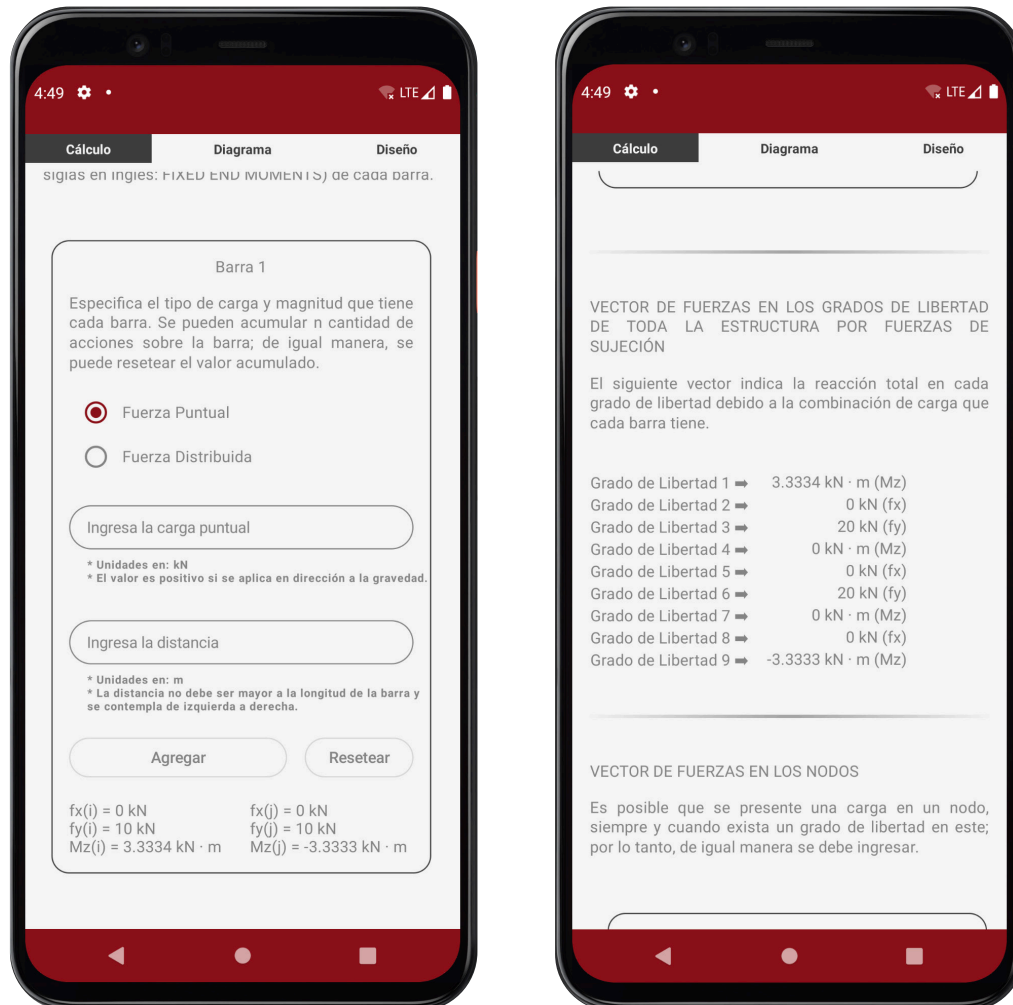 4:49
LTE
Cálculo
Diagrama
Diseño
siglas en inglés: FIXED END MOMENTS) de cada barra.
Barra 1
Especifica el tipo de carga y magnitud que tiene
cada barra. Se pueden acumular n cantidad de
acciones sobre la barra; de igual manera, se
puede resetear el valor acumulado.
Fuerza Puntual
Fuerza Distribuida
Ingresa la carga puntual
* Unidades en: kN
* El valor es positivo si se aplica en dirección a la gravedad.
Ingresa la distancia
* Unidades en: m
* La distancia no debe ser mayor a la longitud de la barra y
se contempla de izquierda a derecha.
Agregar
Resetear
fx(i) = 0 kN fx(j) = 0 kN
fy(i) = 10 kN fy(j) = 10 kN
Mz(i) = 3.3334 kN · m Mz(j) = -3.3333 kN · m
4:49
LTE
Cálculo
Diagrama
Diseño
VECTOR DE FUERZAS EN LOS GRADOS DE LIBERTAD
DE TODA LA ESTRUCTURA POR FUERZAS DE
SUJECIÓN
El siguiente vector indica la reacción total en cada
grado de libertad debido a la combinación de carga que
cada barra tiene.
Grado de Libertad 1 ➡ 3.3334 kN · m (Mz)
Grado de Libertad 2 ➡ 0 kN (fx)
Grado de Libertad 3 ➡ 20 kN (fy)
Grado de Libertad 4 ➡ 0 kN · m (Mz)
Grado de Libertad 5 ➡ 0 kN (fx)
Grado de Libertad 6 ➡ 20 kN (fy)
Grado de Libertad 7 ➡ 0 kN · m (Mz)
Grado de Libertad 8 ➡ 0 kN (fx)
Grado de Libertad 9 ➡ -3.3333 kN · m (Mz)
VECTOR DE FUERZAS EN LOS NODOS
Es posible que se presente una carga en un nodo,
siempre y cuando exista un grado de libertad en este;
por lo tanto, de igual manera se debe ingresar.